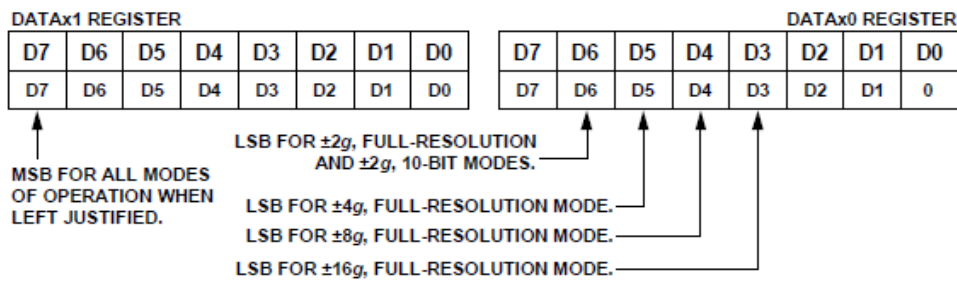 DATAx1 REGISTER DATAx0 REGISTER
D7 D6 D5 D4 D3 D2 D1 D0 D7 D6 D5 D4 D3 D2 D1 D0
D7 D6 D5 D4 D3 D2 D1 D0 D7 D6 D5 D4 D3 D2 D1 0
MSB FOR ALL MODES
OF OPERATION WHEN
LEFT JUSTIFIED.
LSB FOR ±2g, FULL-RESOLUTION
AND ±2g, 10-BIT MODES.
LSB FOR ±4g, FULL-RESOLUTION MODE.
LSB FOR ±8g, FULL-RESOLUTION MODE.
LSB FOR ±16g, FULL-RESOLUTION MODE.